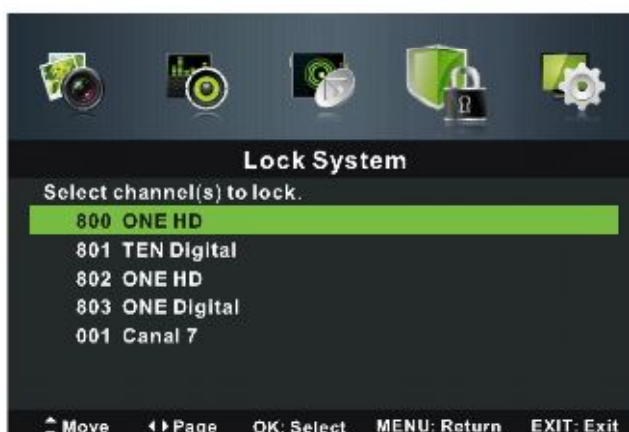 Lock System
Select channel(s) to lock.
800 ONE HD
801 TEN Digital
802 ONE HD
803 ONE Digital
001 Canal 7
Move Page OK: Select MENU: Return EXIT: Exit